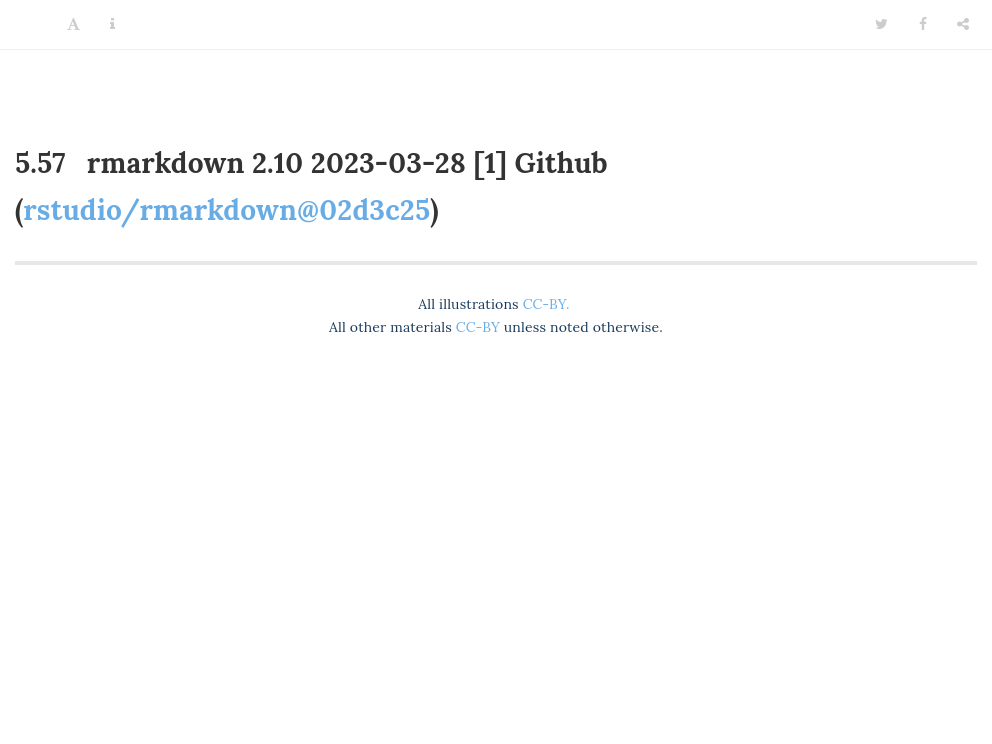 5.57 rmarkdown 2.10 2023-03-28 [1] Github
(rstudio/rmarkdown@02d3c25)
All illustrations CC-BY.
All other materials CC-BY unless noted otherwise.